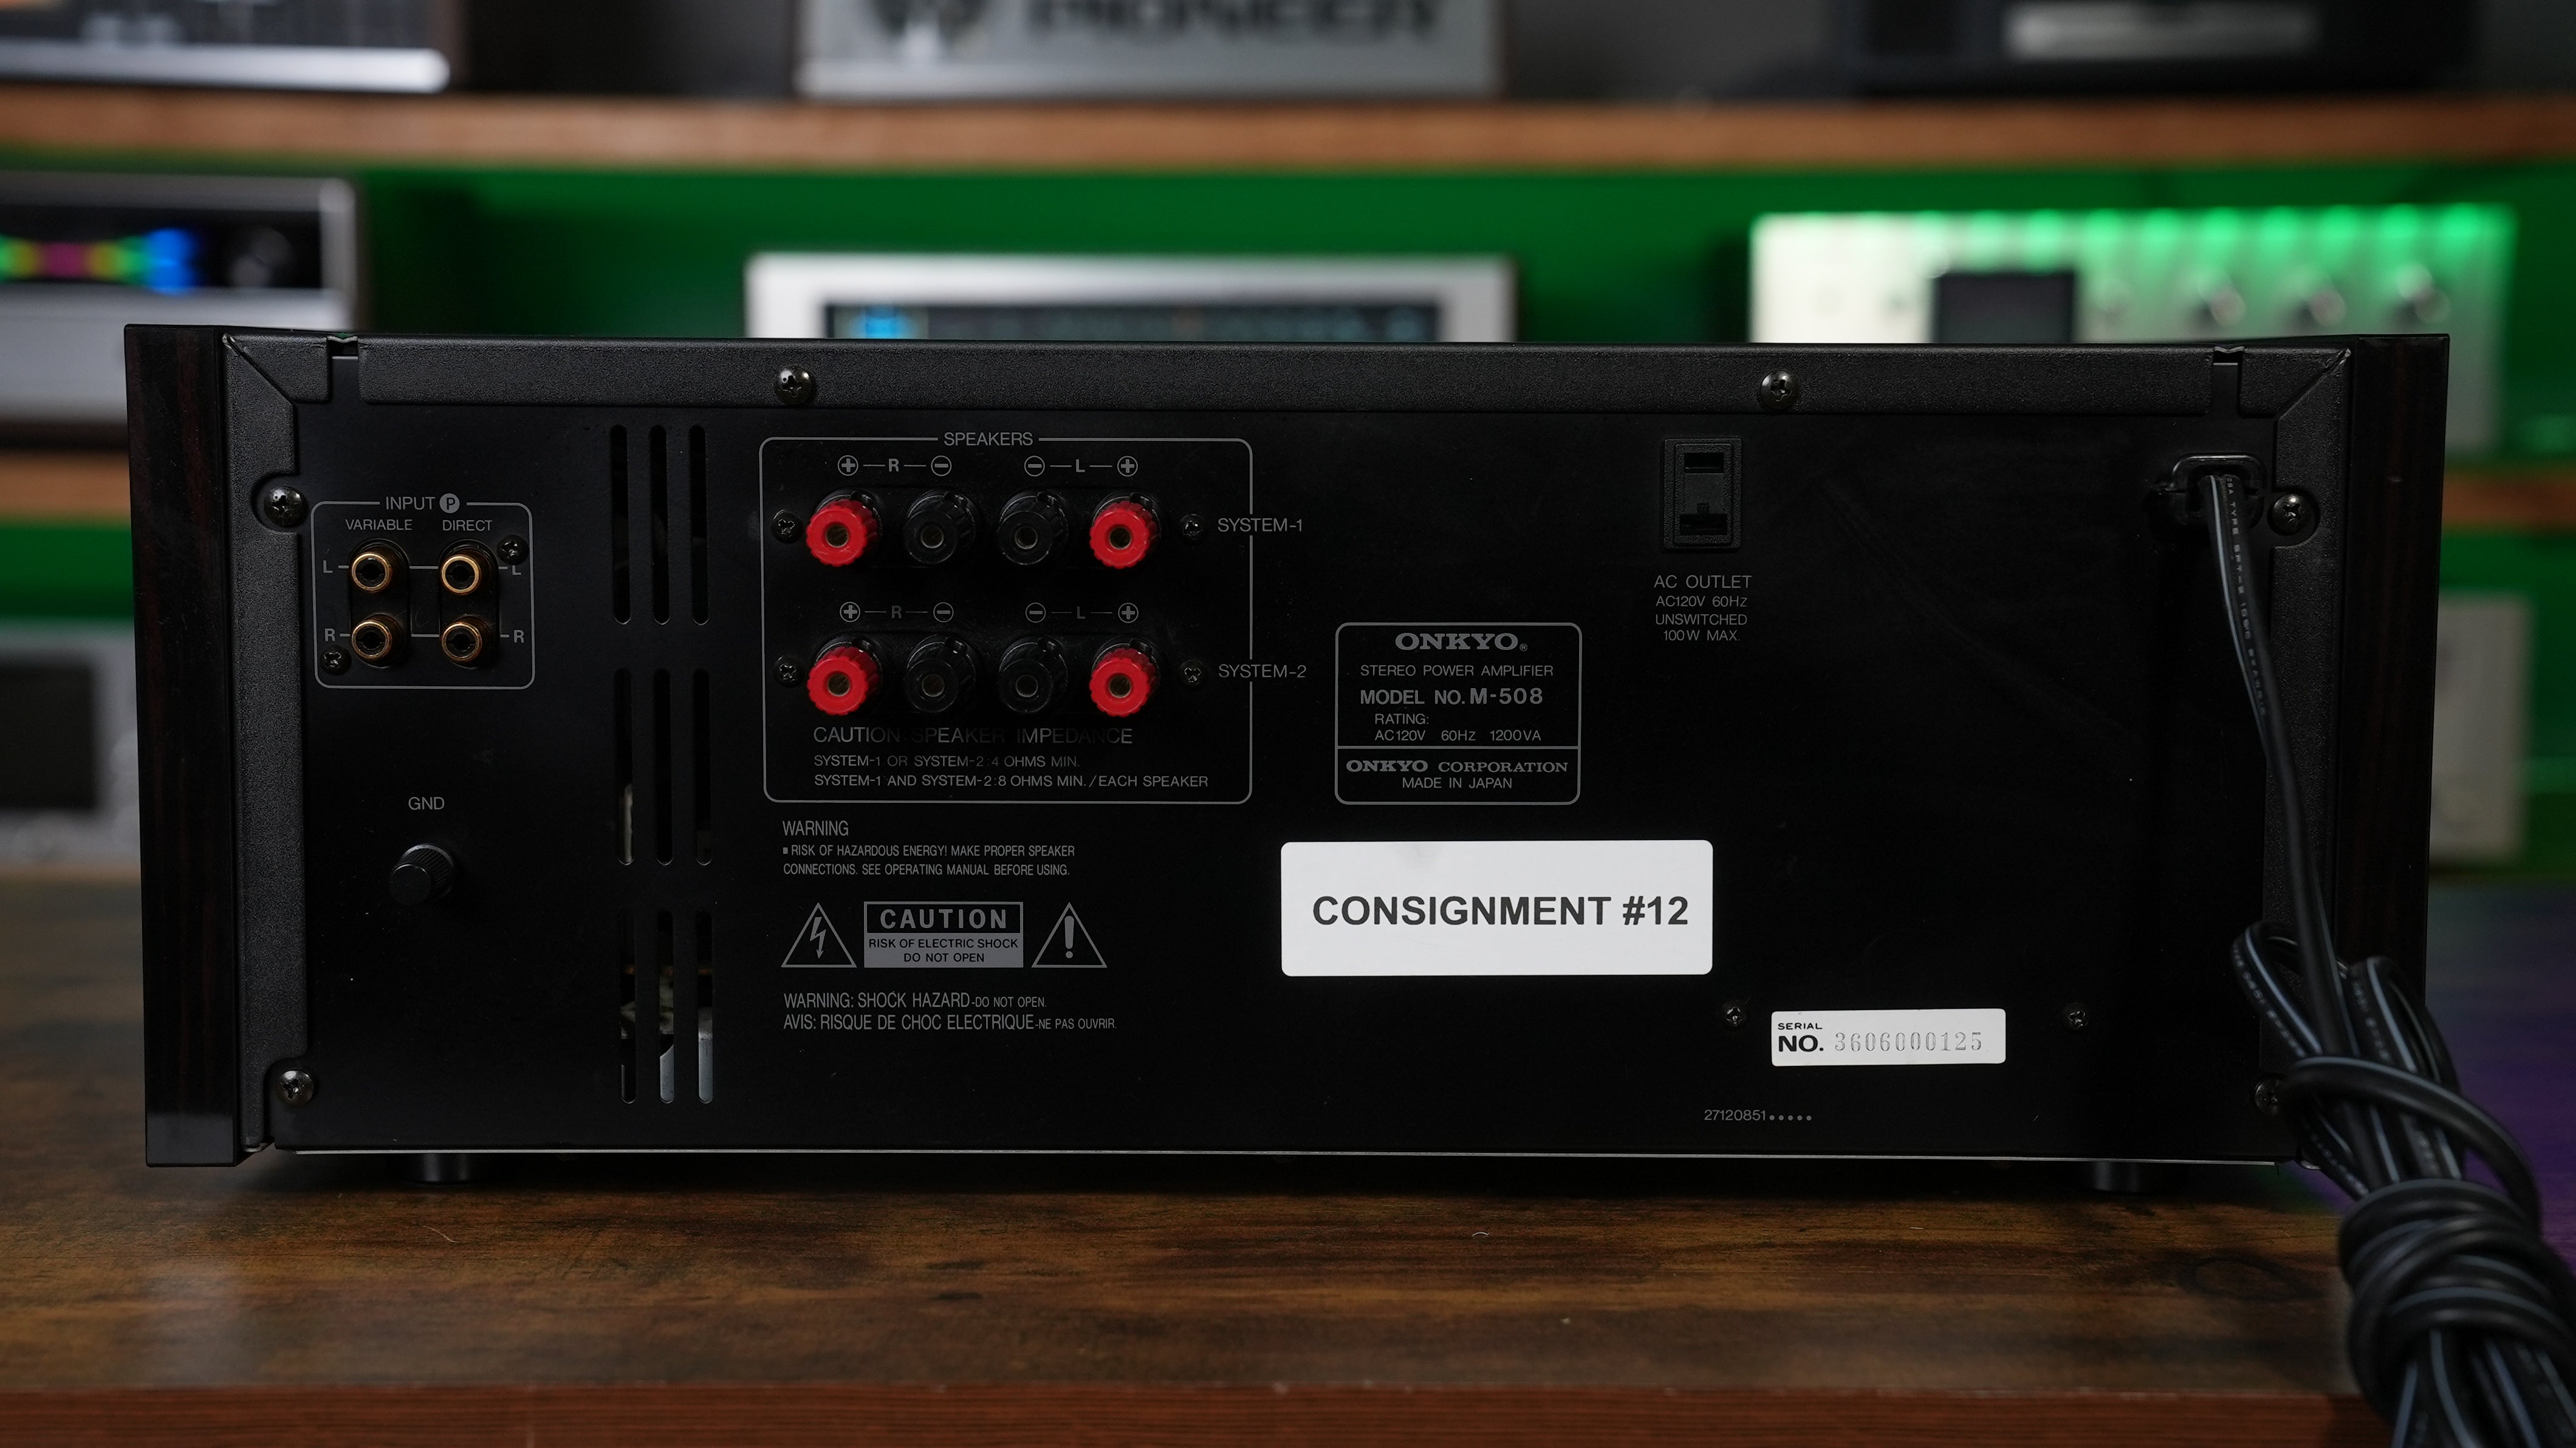 PIONEER
SPEAKERS
⊕ R ⊖ ⊖ L ⊕
INPUT P
VARIABLE DIRECT
L L
R R
SYSTEM-1
⊕ R ⊖ ⊖ L ⊕
SYSTEM-2
CAUTION SPEAKER IMPEDANCE
SYSTEM-1 OR SYSTEM-2:4 OHMS MIN.
SYSTEM-1 AND SYSTEM-2:8 OHMS MIN./EACH SPEAKER
AC OUTLET
AC120V 60Hz
UNSWITCHED
100W MAX.
ONKYO®
STEREO POWER AMPLIFIER
MODEL NO. M-508
RATING:
AC120V 60Hz 1200VA
ONKYO CORPORATION
MADE IN JAPAN
GND
WARNING
▪ RISK OF HAZARDOUS ENERGY! MAKE PROPER SPEAKER
CONNECTIONS. SEE OPERATING MANUAL BEFORE USING.
CAUTION
RISK OF ELECTRIC SHOCK
DO NOT OPEN
WARNING: SHOCK HAZARD-DO NOT OPEN.
AVIS: RISQUE DE CHOC ELECTRIQUE-NE PAS OUVRIR.
CONSIGNMENT #12
SERIAL
NO. 3606000125
27120851•••••